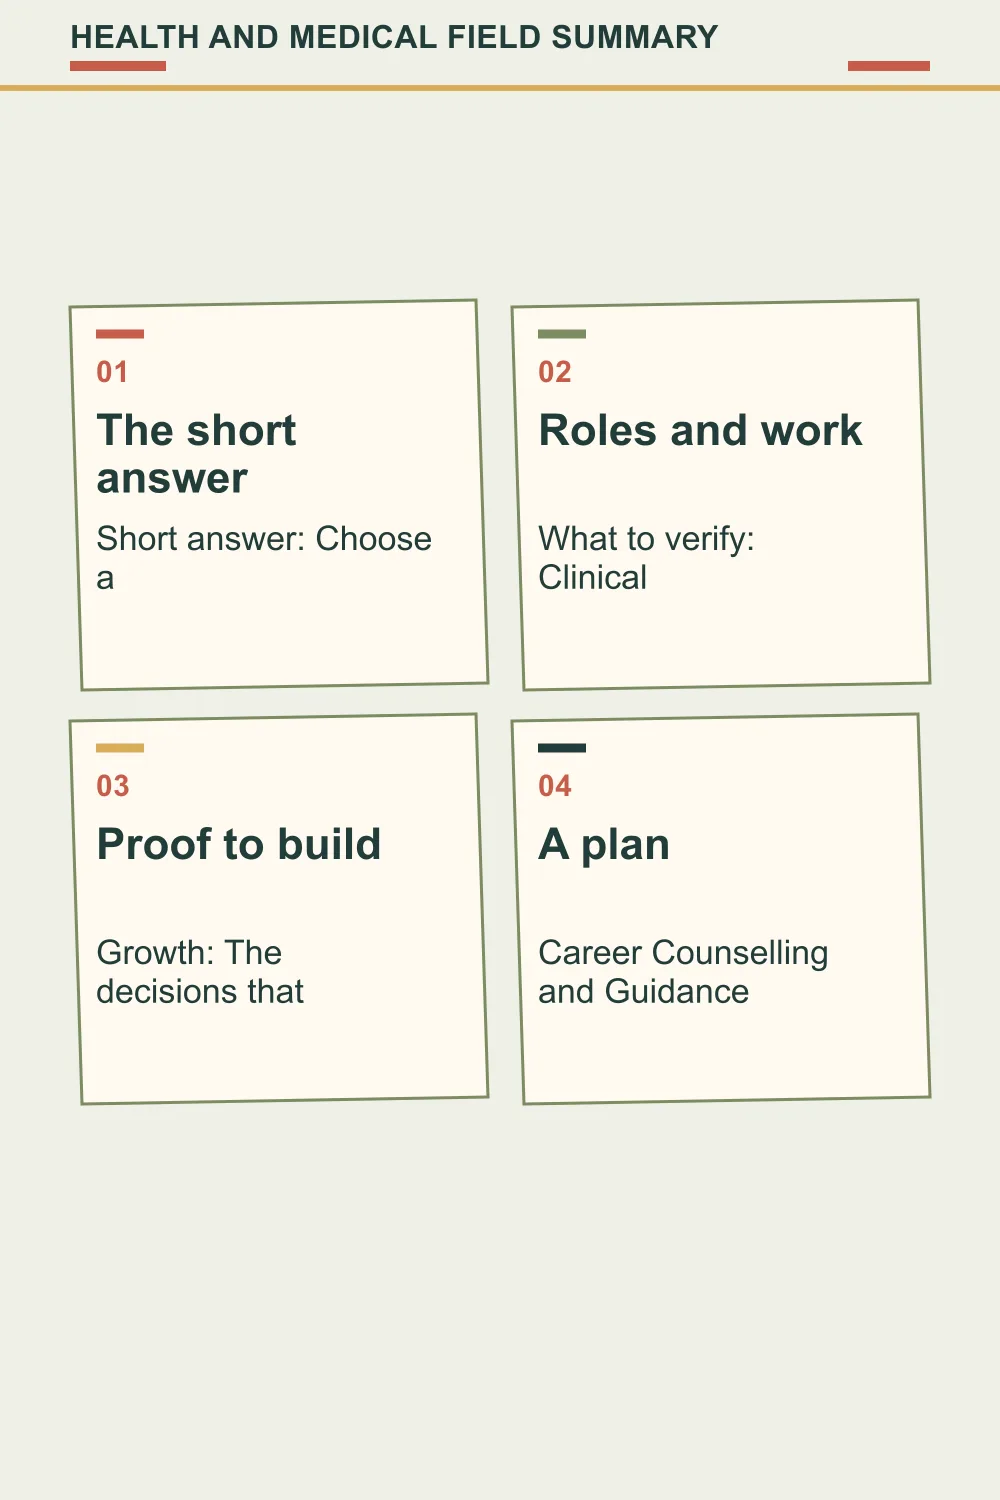 HEALTH AND MEDICAL FIELD SUMMARY
01
The short
answer
Short answer: Choose
a
02
Roles and work
What to verify:
Clinical
03
Proof to build
Growth: The
decisions that
04
A plan
Career Counselling
and Guidance